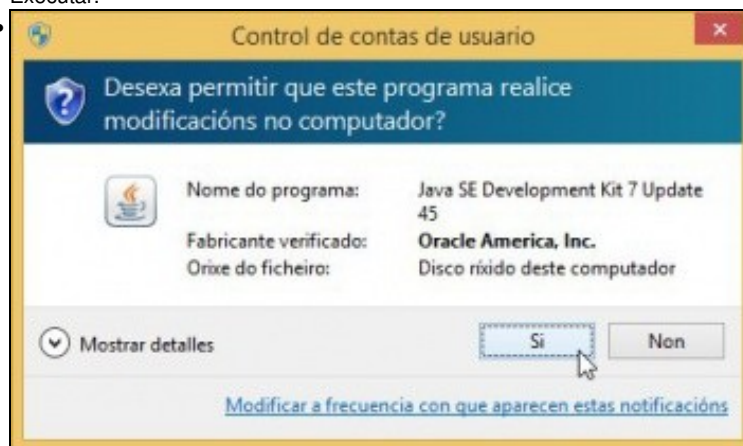 Executar.
Control de contas de usuario
Desexa permitir que este programa realice
modificacións no computador?
Nome do programa: Java SE Development Kit 7 Update
45
Fabricante verificado: Oracle America, Inc.
Orixe do ficheiro: Disco ríxido deste computador
Mostrar detalles Si Non
Modificar a frecuencia con que aparecen estas notificacións